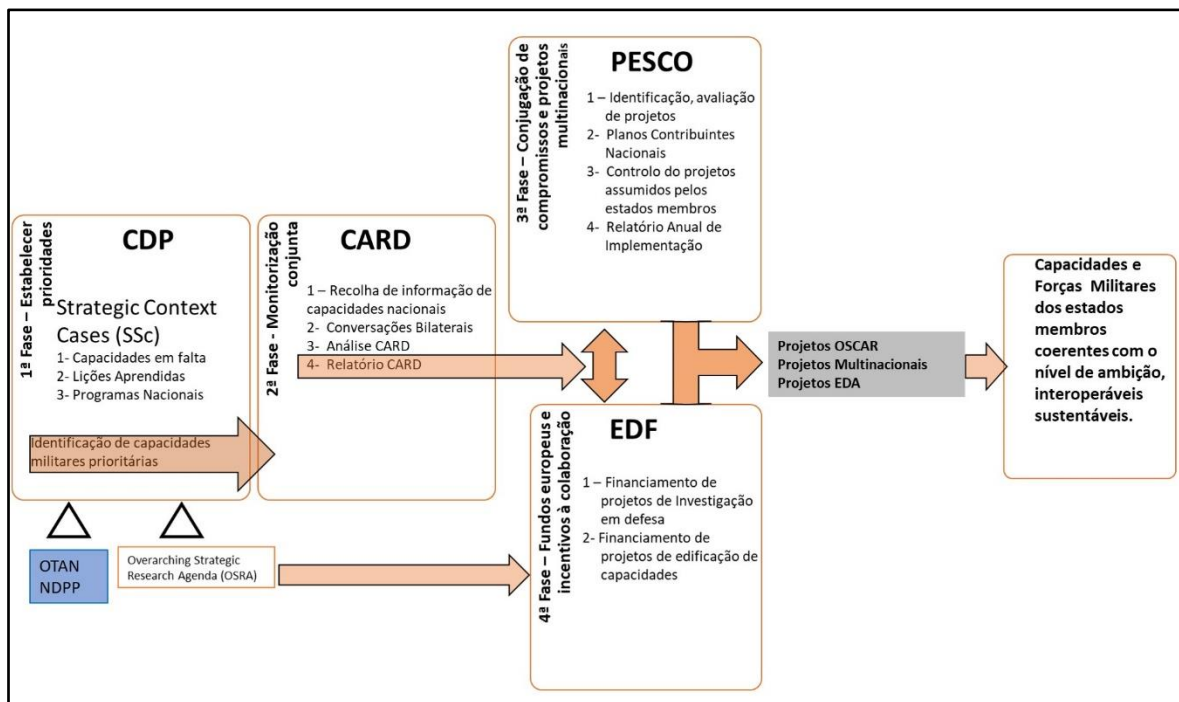 1ª Fase – Estabelecer
prioridades
CDP
Strategic Context
Cases (SSc)
1- Capacidades em falta
2- Lições Aprendidas
3- Programas Nacionais
Identificação de capacidades
militares prioritárias
OTAN
NDPP
Overarching Strategic
Research Agenda (OSRA)
2ª Fase - Monitorização
conjunta
CARD
1 – Recolha de informação de
capacidades nacionais
2- Conversações Bilaterais
3- Análise CARD
4- Relatório CARD
3ª Fase – Conjugação de
compromissos e projetos
multinacionais
PESCO
1 – Identificação, avaliação
de projetos
2- Planos Contribuintes
Nacionais
3- Controlo do projetos
assumidos pelos
estados membros
4- Relatório Anual de
Implementação
4ª Fase – Fundos europeus e
incentivos à colaboração
EDF
1 – Financiamento de
projetos de Investigação
em defesa
2- Financiamento de
projetos de edificação de
capacidades
Projetos OSCAR
Projetos Multinacionais
Projetos EDA
Capacidades e
Forças Militares
dos estados
membros
coerentes com o
nível de ambição,
interoperáveis
sustentáveis.